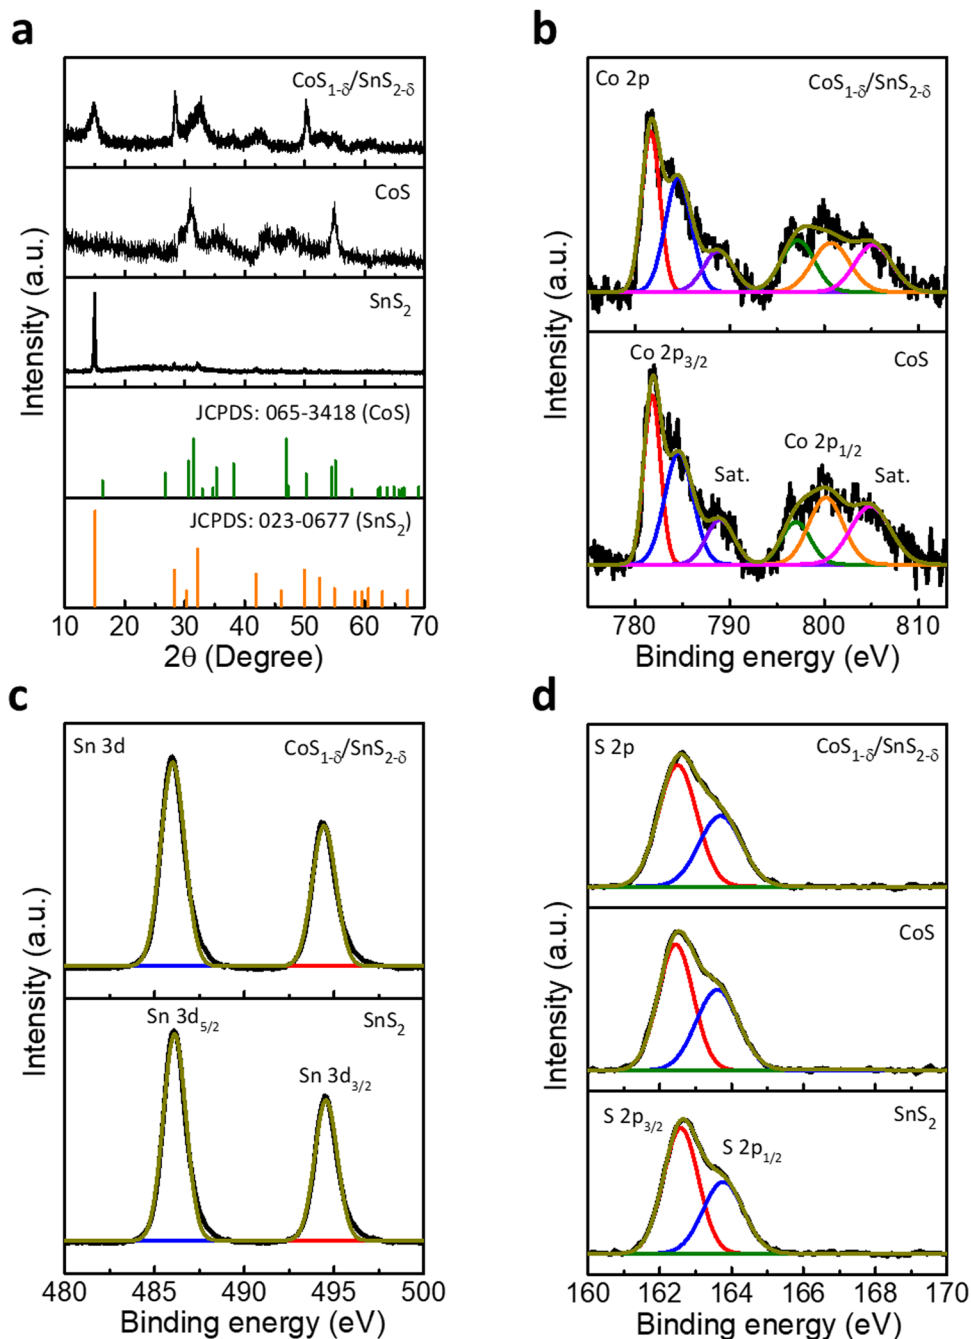 a
CoS1-δ/SnS2-δ
CoS
SnS2
JCPDS: 065-3418 (CoS)
JCPDS: 023-0677 (SnS2)
Intensity (a.u.)
10 20 30 40 50 60 70
2θ (Degree)
b
Co 2p
CoS1-δ/SnS2-δ
Co 2p3/2
CoS
Co 2p1/2
Sat.
Sat.
Intensity (a.u.)
780 790 800 810
Binding energy (eV)
c
Sn 3d
CoS1-δ/SnS2-δ
Sn 3d5/2
SnS2
Sn 3d3/2
Intensity (a.u.)
480 485 490 495 500
Binding energy (eV)
d
S 2p
CoS1-δ/SnS2-δ
CoS
S 2p3/2
SnS2
S 2p1/2
Intensity (a.u.)
160 162 164 166 168 170
Binding energy (eV)